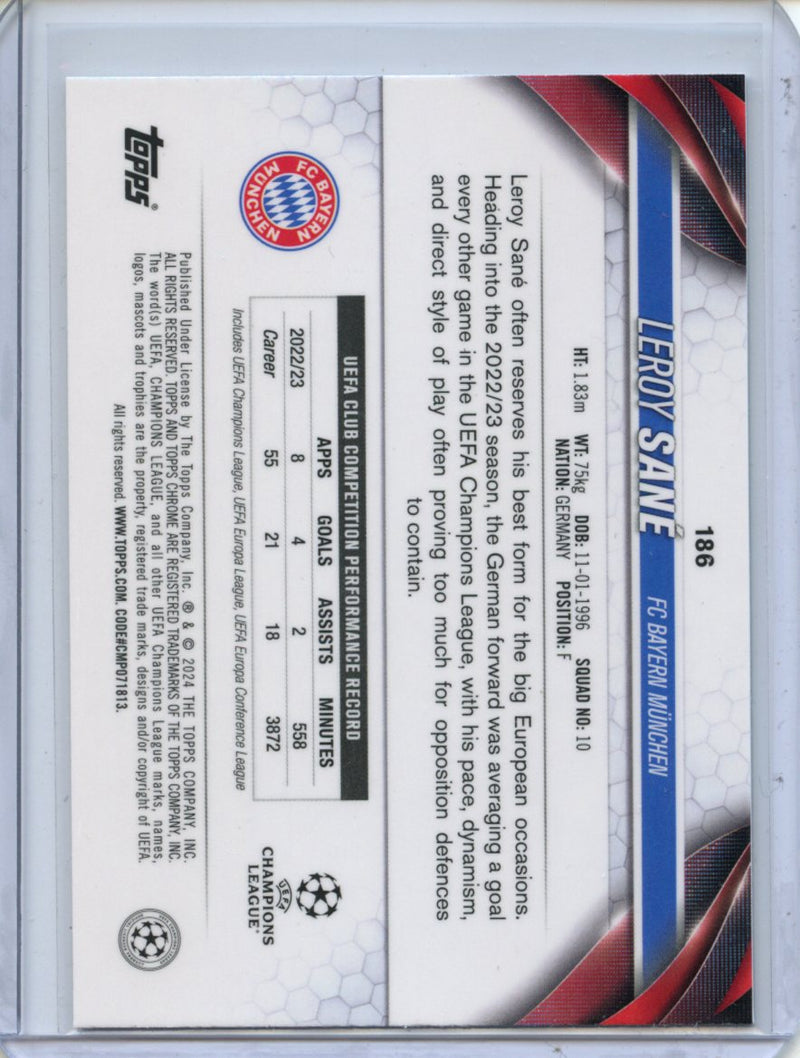 186
LEROY SANÉ FC BAYERN MÜNCHEN
HT: 1.83m WT: 75kg DOB: 11-01-1996 SQUAD NO: 10
NATION: GERMANY POSITION: F
Leroy Sané often reserves his best form for the big European occasions.
Heading into the 2022/23 season, the German forward was averaging a goal
every other game in the UEFA Champions League, with his pace, dynamism,
and direct style of play often proving too much for opposition defences
to contain.
UEFA CLUB COMPETITION PERFORMANCE RECORD
APPS GOALS ASSISTS MINUTES
2022/23 8 4 2 558
Career 55 21 18 3872
Includes UEFA Champions League, UEFA Europa League, UEFA Europa Conference League
FC BAYERN
MÜNCHEN
UEFA
CHAMPIONS
LEAGUE®
topps®
Published Under License by The Topps Company, Inc. ® & © 2024 THE TOPPS COMPANY, INC.
ALL RIGHTS RESERVED. TOPPS AND TOPPS CHROME ARE REGISTERED TRADEMARKS OF THE TOPPS COMPANY, INC.
The word(s) UEFA, CHAMPIONS LEAGUE, and all other UEFA Champions League marks, names,
logos, mascots and trophies are the property, registered trade marks, designs and/or copyright of UEFA.
All rights reserved. WWW.TOPPS.COM. CODE#CMP071813.